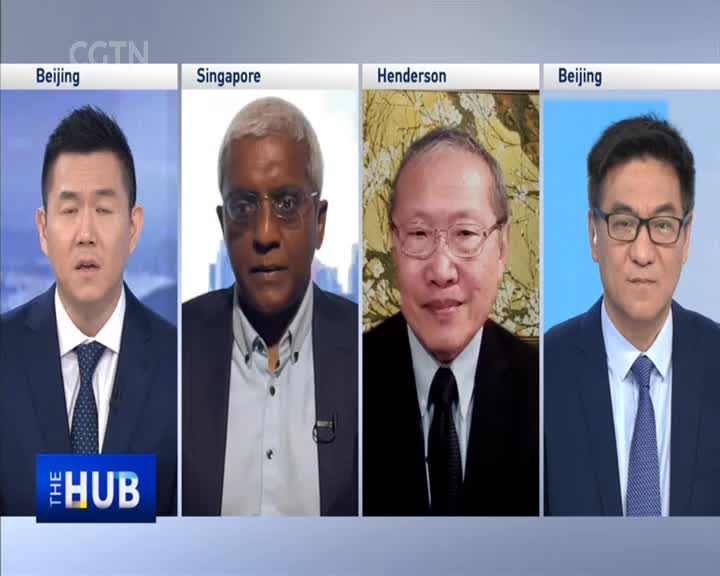 CGTN
Beijing
Singapore
Henderson
Beijing
THE HUB